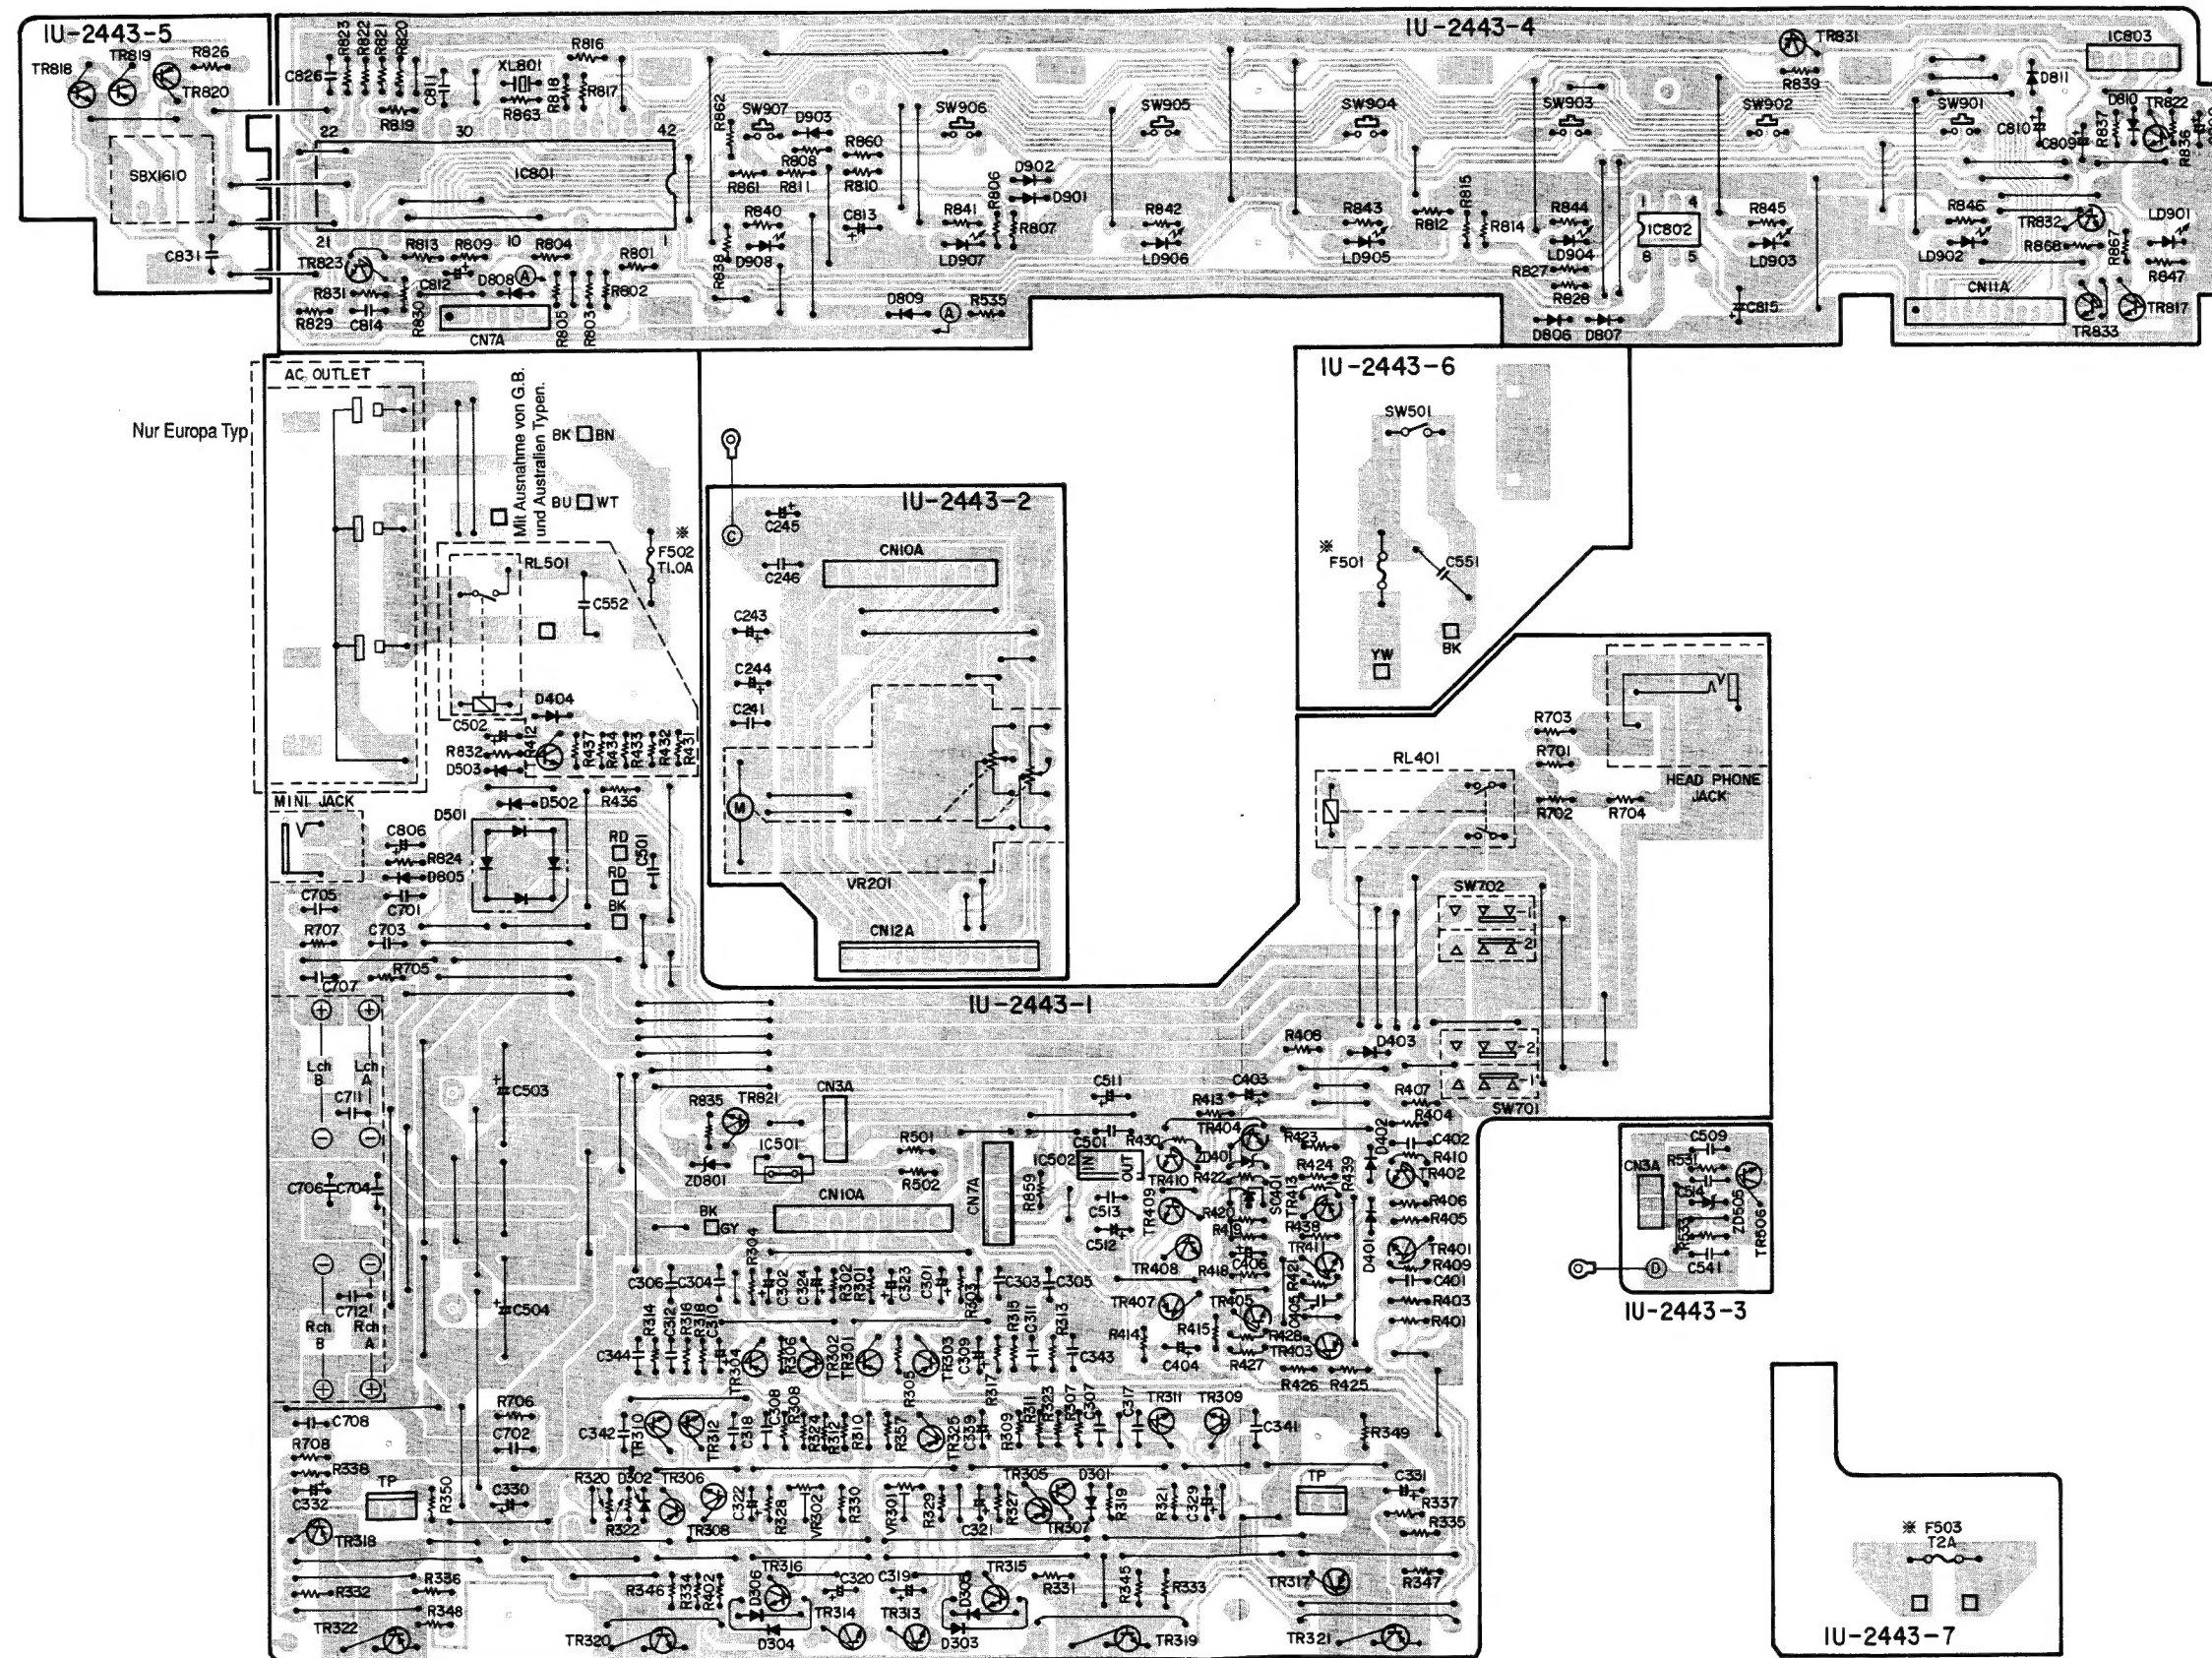 1U-2443-5
TR818
TR819
TR820
R826
SBX1610
C831
1U-2443-4
C826
R823
R822
R821
R820
R819
C811
XL801
R863
R816
R818
R817
22
30
42
IC801
21
10
1
TR823
R813
R809
R804
R801
C812
D808
A
R831
C814
R829
R830
CN7A
R805
R803
R802
R862
SW907
D903
R808
R860
R861
R811
R810
R840
C813
D908
R838
D809
A
R535
SW906
D902
D901
R806
R841
R807
LD907
SW905
R842
LD906
SW904
R843
LD905
R812
R815
R814
SW903
R844
LD904
R827
R828
D806
D807
1
4
IC802
8
5
TR831
R839
SW902
R845
LD903
C815
SW901
R846
LD902
CN11A
IC803
D811
C810
C809
R837
D810
TR822
R836
TR832
R868
R867
LD901
R847
TR833
TR817
AC OUTLET
Nur Europa Typ
Mit Ausnahme von G.B.
und Australien Typen.
BK
BN
BU
WT
※
F502
T1.0A
RL501
C552
D404
C502
R832
D503
TR412
R437
R434
R433
R432
R431
D502
R436
MINI JACK
D501
C806
R824
D805
C701
RD
RD
BK
C501
C705
R707
C703
R705
C707
1U-2443-2
C
C245
C246
CN10A
C243
C244
C241
M
VR201
CN12A
1U-2443-6
SW501
※
F501
C551
YW
BK
R703
R701
R702
R704
HEAD PHONE
JACK
RL401
SW702
1
2
2
1
SW701
1U-2443-1
Lch
B
Lch
A
C711
C706
C704
C712
Rch
B
Rch
A
C503
C504
R835
TR821
CN3A
ZD801
IC501
R501
R502
CN10A
CN7A
R859
BK
GY
C511
C501
IC502
IN
OUT
C513
C512
C403
R413
TR404
R430
TR410
ZD401
R422
TR409
R420
R419
TR408
C406
R418
TR407
TR405
R414
R415
C404
R427
R408
D403
R407
R404
R423
R424
D402
C402
R410
TR402
R439
SC401
TR413
R406
R405
R438
TR411
D401
TR401
R409
C401
R421
C405
R403
R401
R428
TR403
R426
R425
C306
C304
R304
C302
C324
R302
R301
C323
C301
R303
C303
C305
R314
C312
R316
R318
C310
C344
TR304
R306
TR302
TR301
R305
TR303
C309
R317
R315
C311
R313
C343
C708
R708
R338
C332
TP
R350
TR318
R332
R336
R348
TR322
R706
C702
C330
C342
TR310
TR312
C318
C308
R308
R324
R312
R310
R357
TR325
C339
R309
R311
R323
R307
C307
C317
TR311
TR309
C341
R349
R320
D302
TR306
R322
TR308
C322
R328
VR302
R330
VR301
R329
C321
R327
TR305
TR307
D301
R319
R321
C329
TP
C331
R337
R335
R346
R334
R402
D306
TR316
C320
C319
D305
TR315
R331
R345
R333
TR317
R347
TR320
D304
TR314
TR313
D303
TR319
TR321
C509
CN3A
R531
C514
ZD505
R533
TR506
C541
D
1U-2443-3
※ F503
T2A
1U-2443-7